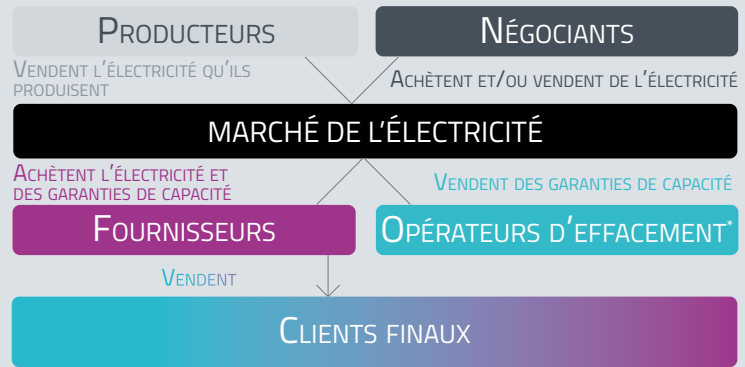 Producteurs
Négociants
Vendent l'électricité qu'ils
produisent
Achètent et/ou vendent de l'électricité
MARCHÉ DE L'ÉLECTRICITÉ
Achètent l'électricité et
des garanties de capacité
Vendent des garanties de capacité
Fournisseurs
Opérateurs d'effacement*
Vendent
Clients finaux